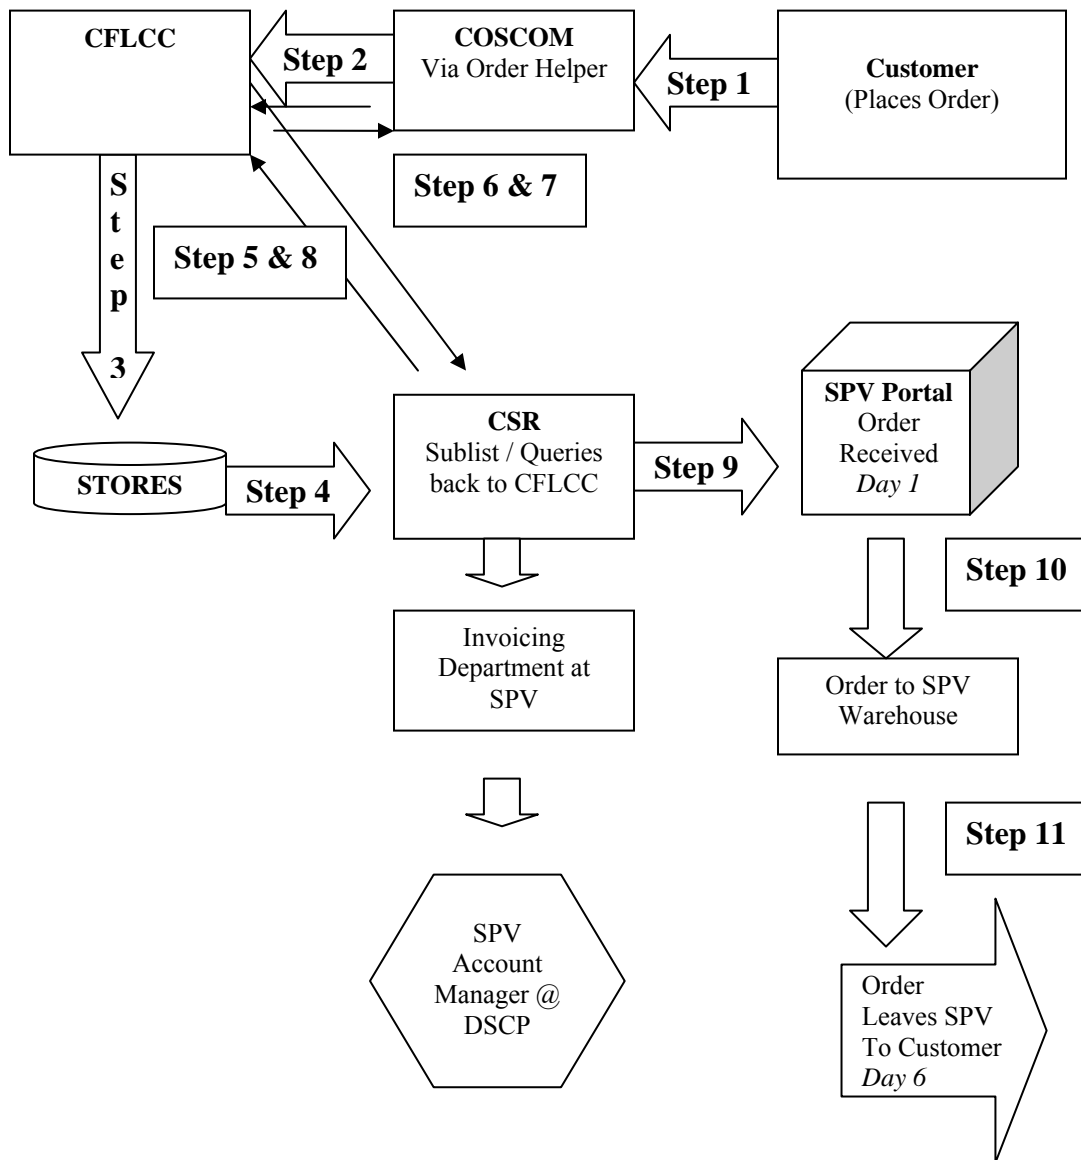 CFLCC
Step 2
COSCOM
Via Order Helper
Step 1
Customer
(Places Order)
Step 6 & 7
S
t
e
p
3
Step 5 & 8
STORES
Step 4
CSR
Sublist / Queries
back to CFLCC
Step 9
SPV Portal
Order
Received
Day 1
Step 10
Invoicing
Department at
SPV
Order to SPV
Warehouse
Step 11
SPV
Account
Manager @
DSCP
Order
Leaves SPV
To Customer
Day 6